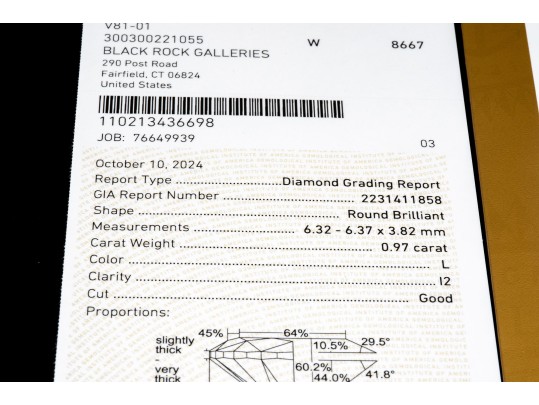 V81-01
300300221055
W 8667
BLACK ROCK GALLERIES
290 Post Road
Fairfield, CT 06824
United States
110213436698
JOB: 76649939
03
October 10, 2024
Report Type ........................... Diamond Grading Report
GIA Report Number ................................... 2231411858
Shape ..................................................... Round Brilliant
Measurements ........................... 6.32 - 6.37 x 3.82 mm
Carat Weight ................................................ 0.97 carat
Color ................................................................................ L
Clarity .............................................................................. I2
Cut ............................................................................. Good
Proportions:
45% 64%
slightly thick
10.5% 29.5°
-
very thick
60.2%
44.0% 41.8°